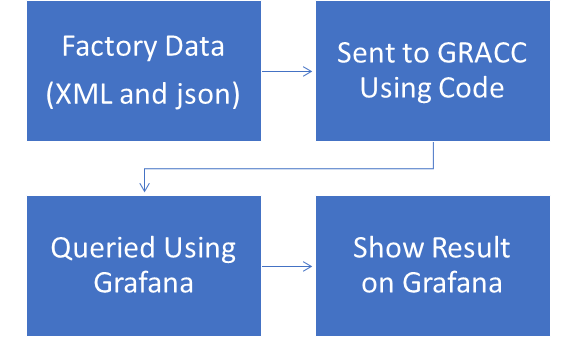 Factory Data
(XML and json)
Sent to GRACC
Using Code
Queried Using
Grafana
Show Result
on Grafana